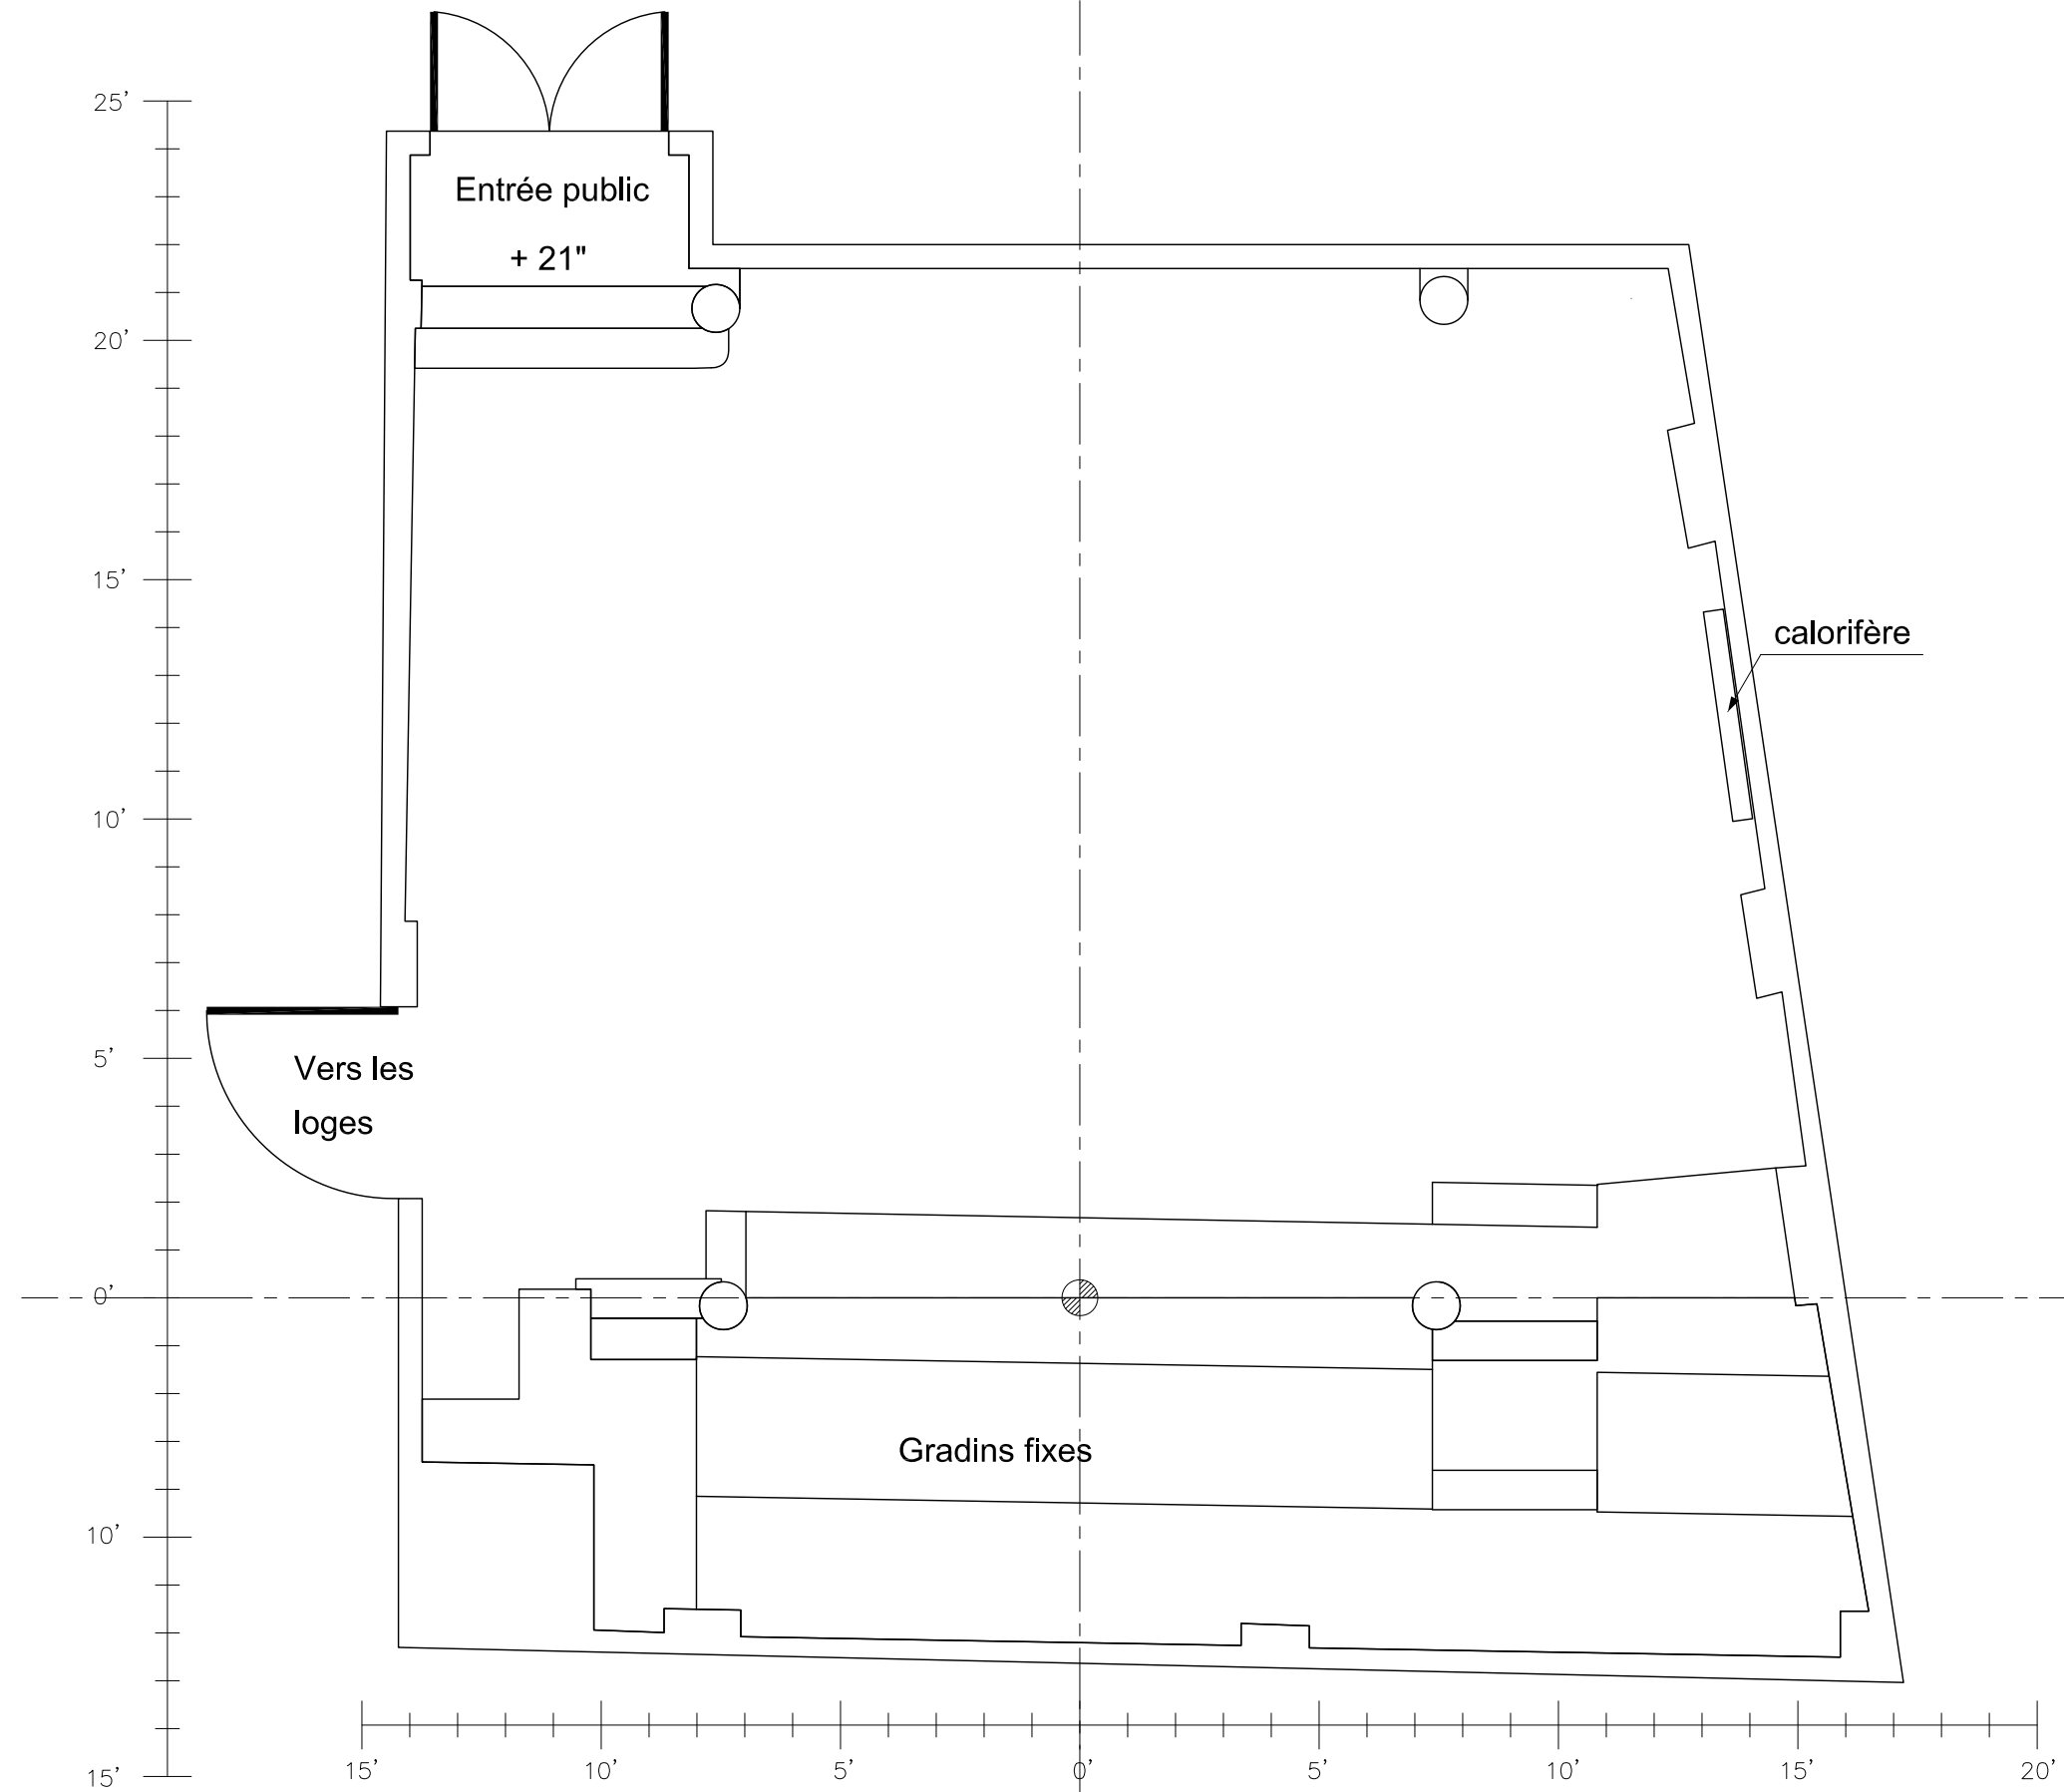 25’
Entrée public
+ 21"
20’
15’
calorifère
10’
5’
Vers les
loges
0’
Gradins fixes
10’
15’
15’ 10’ 5’ 0’ 5’ 10’ 15’ 20’